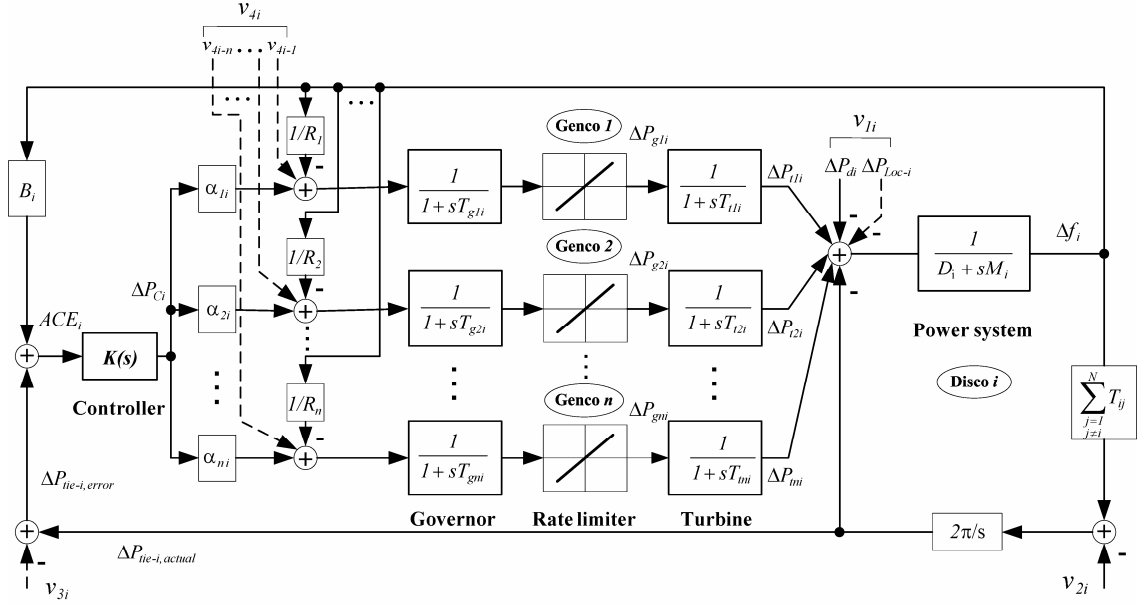 v4i
v4i-n • • • v4i-1
• • •
• • •
1/R1
-
Genco 1
ΔPg1i
v1i
ΔPdi ΔPLoc-i
Bi
α1i
+
1
1+sTg1i
1
1+sTt1i
ΔPt1i
-
-
+
-
1
Di + sMi
Δfi
1/R2
-
Genco 2
ΔPg2i
ΔPCi
α2i
+
1
1+sTg2i
1
1+sTt2i
ΔPt2i
Power system
ACEi
+
K(s)
Controller
Disco i
N
∑ Tij
j=1
j≠i
1/Rn
-
Genco n
ΔPgni
αni
+
1
1+sTgni
1
1+sTtni
ΔPtni
ΔPtie-i,error
Governor
Rate limiter
Turbine
+
-
ΔPtie-i,actual
2π/s
+
-
v3i
v2i